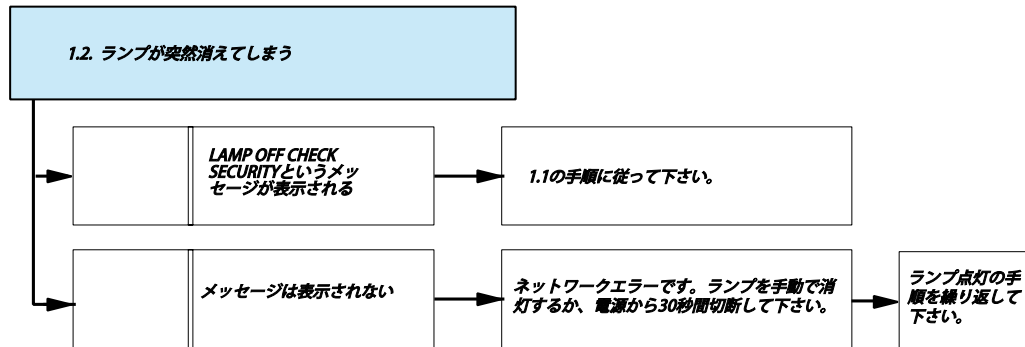 1.2. ランプが突然消えてしまう
LAMP OFF CHECK
SECURITYというメッ
セージが表示される
1.1の手順に従って下さい。
メッセージは表示されない
ネットワークエラーです。ランプを手動で消
灯するか、電源から30秒間切断して下さい。
ランプ点灯の手
順を繰り返して
下さい。